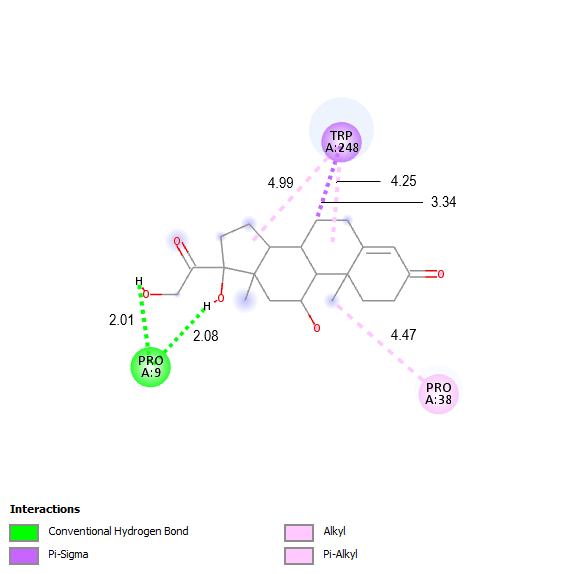 TRP
A:248
4.99
4.25
3.34
O
H
O
H
O
O
O
2.01
2.08
PRO
A:9
4.47
PRO
A:38
Interactions
Conventional Hydrogen Bond
Pi-Sigma
Alkyl
Pi-Alkyl